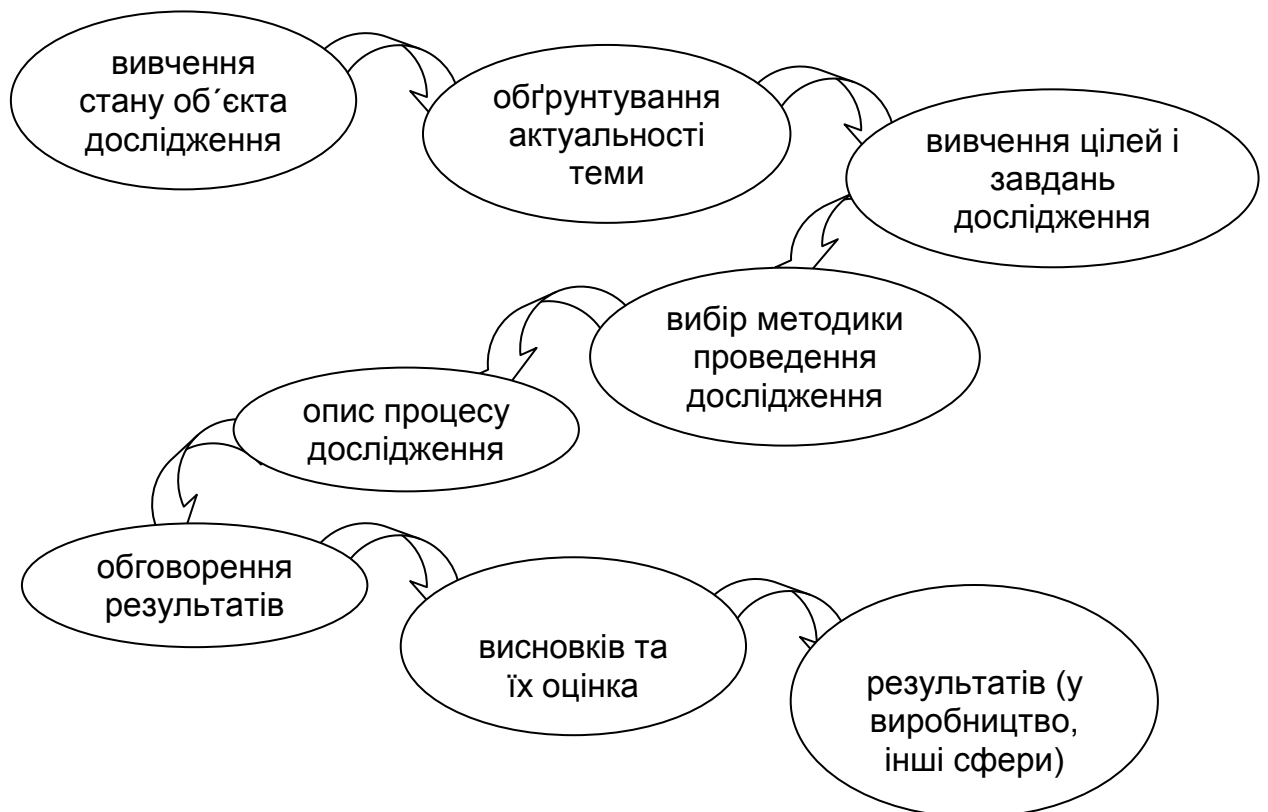 вивчення
стану об´єкта
дослідження
обґрунтування
актуальності
теми
вивчення цілей і
завдань
дослідження
вибір методики
проведення
дослідження
опис процесу
дослідження
обговорення
результатів
висновків та
їх оцінка
результатів (у
виробництво,
інші сфери)